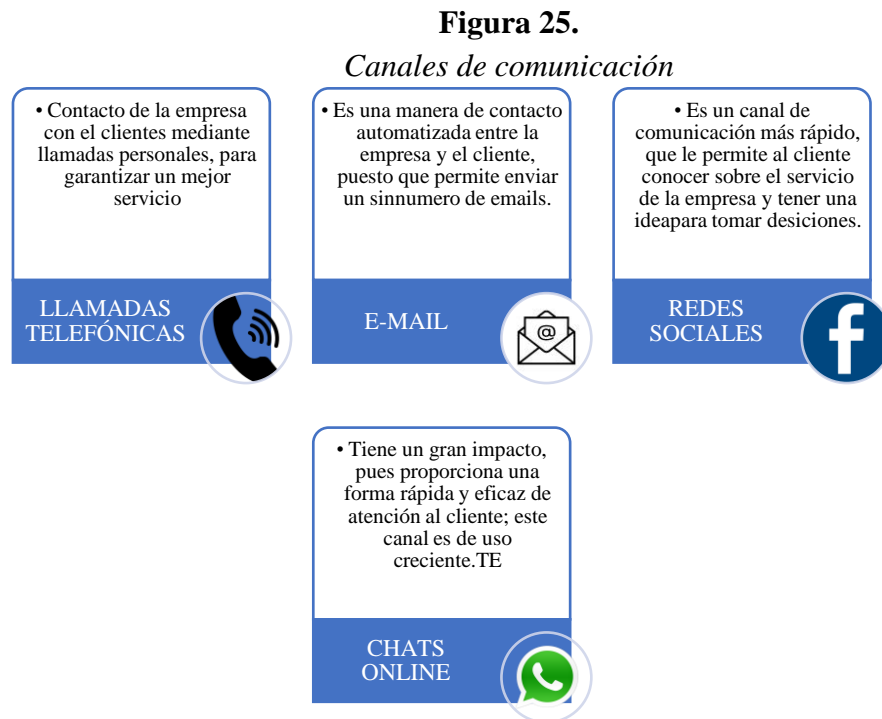 Figura 25.
Canales de comunicación
• Contacto de la empresa
con el clientes mediante
llamadas personales, para
garantizar un mejor
servicio
LLAMADAS
TELEFÓNICAS
• Es una manera de contacto
automatizada entre la
empresa y el cliente,
puesto que permite enviar
un sinnumero de emails.
E-MAIL
@
• Es un canal de
comunicación más rápido,
que le permite al cliente
conocer sobre el servicio
de la empresa y tener una
ideapara tomar desiciones.
REDES
SOCIALES
f
• Tiene un gran impacto,
pues proporciona una
forma rápida y eficaz de
atención al cliente; este
canal es de uso
creciente.TE
CHATS
ONLINE